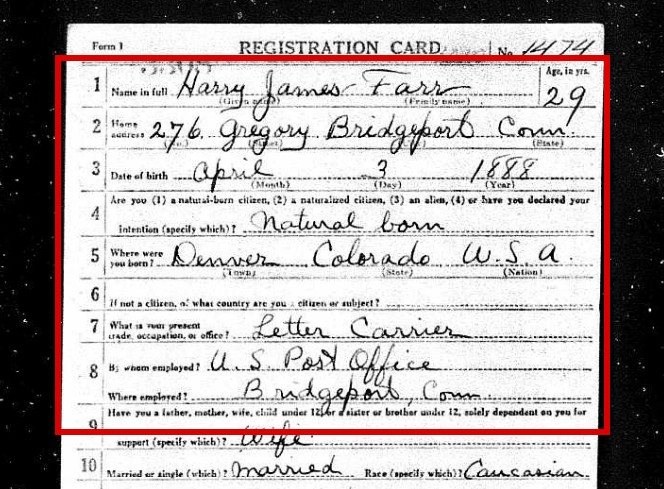 Form 1 REGISTRATION CARD No. 1474
1 Name in full Harry James Farr Age, in yrs. 29
(Given name) (Family name)
2 Home address 276 Gregory Bridgeport Conn.
(No.) (Street) (State)
3 Date of birth April 3 1888
(Month) (Day) (Year)
4 Are you (1) a natural-born citizen, (2) a naturalized citizen, (3) an alien, (4) or have you declared your
intention (specify which)? Natural born
5 Where were you born? Denver Colorado U.S.A.
(Town) (State) (Nation)
6 If not a citizen, of what country are you a citizen or subject?
7 What is your present trade, occupation, or office? Letter Carrier
8 By whom employed? U.S. Post Office
Where employed? Bridgeport, Conn
9 Have you a father, mother, wife, child under 12, or a sister or brother under 12, solely dependent on you for
support (specify which)? Wife
10 Married or single (which)? Married Race (specify which)? Caucasian